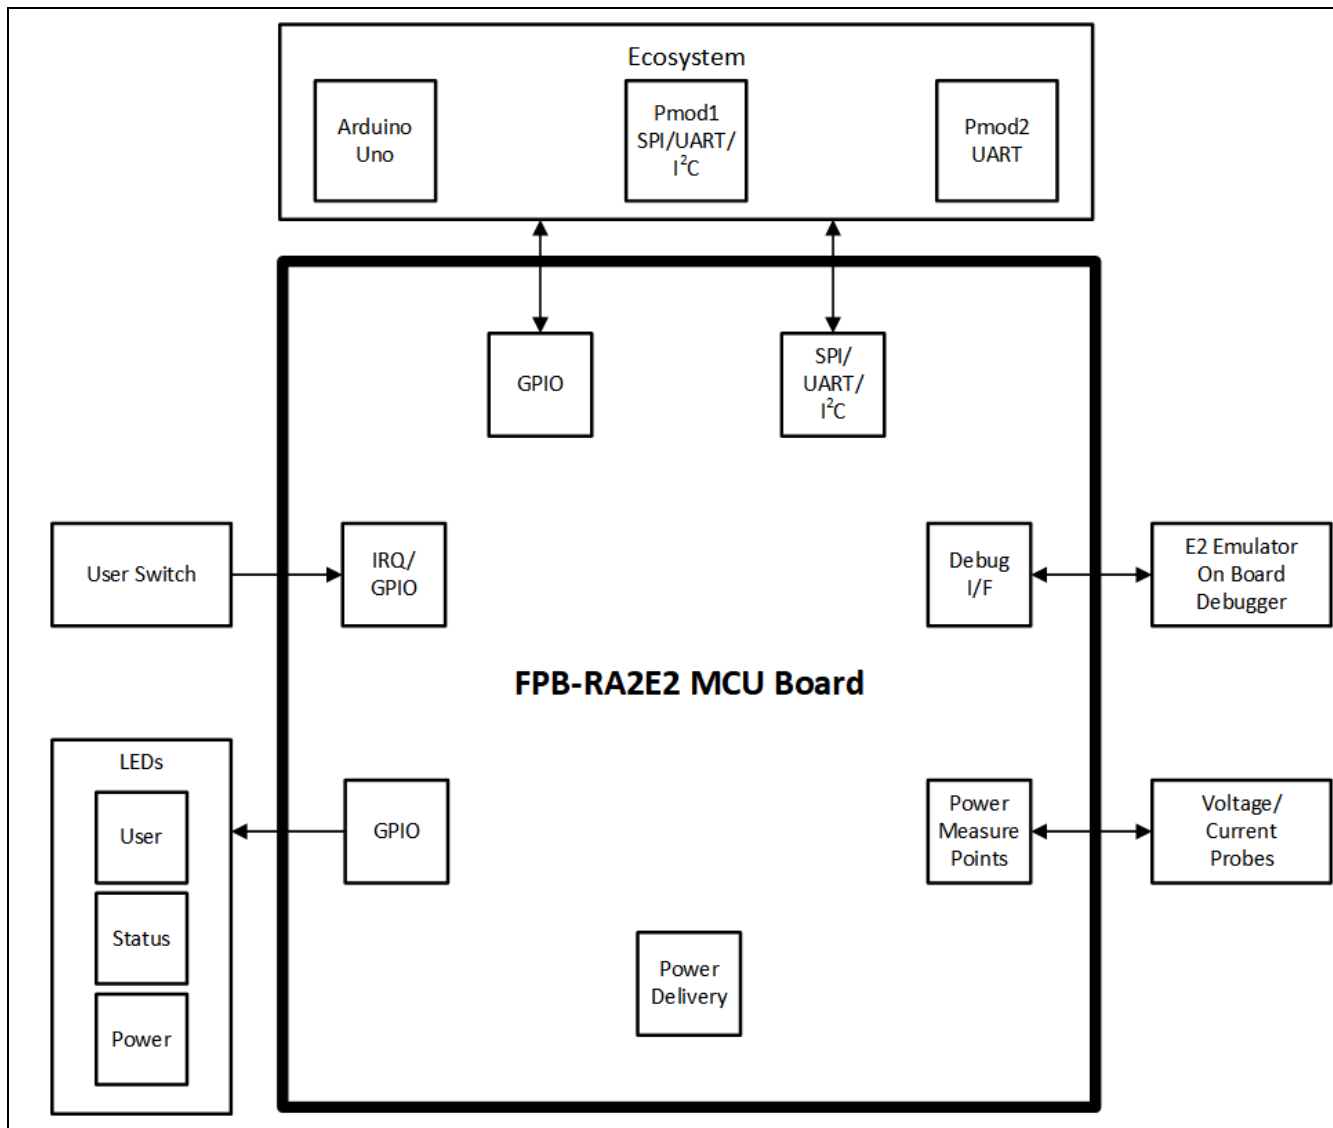 Ecosystem
Arduino
Uno
Pmod1
SPI/UART/
I²C
Pmod2
UART
GPIO
SPI/
UART/
I²C
User Switch
IRQ/
GPIO
Debug
I/F
E2 Emulator
On Board
Debugger
FPB-RA2E2 MCU Board
LEDs
User
Status
Power
GPIO
Power
Measure
Points
Voltage/
Current
Probes
Power
Delivery